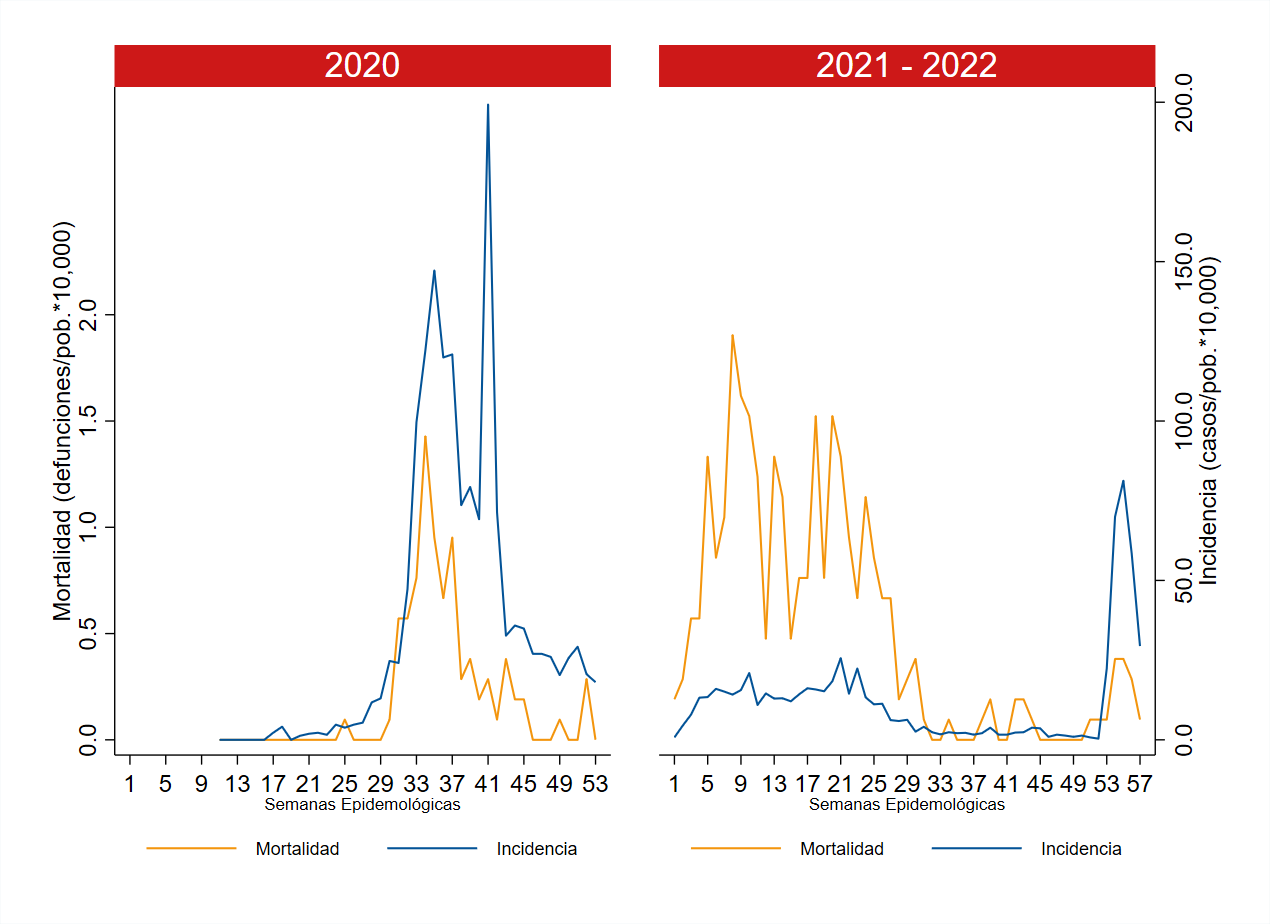 2020
2021 - 2022
Mortalidad (defunciones/pob.*10,000)
2.0
1.5
1.0
0.5
0.0
200.0
150.0
100.0
50.0
0.0
Incidencia (casos/pob.*10,000)
1 5 9 13 17 21 25 29 33 37 41 45 49 53
Semanas Epidemológicas
1 5 9 13 17 21 25 29 33 37 41 45 49 53 57
Semanas Epidemológicas
Mortalidad Incidencia
Mortalidad Incidencia